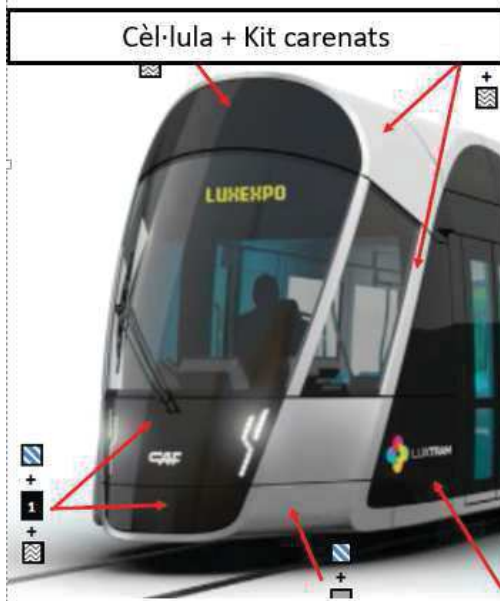 Cèl·lula + Kit carenats
+
LUXEXPO
CAF
LUXTRAM
+
1
+
+